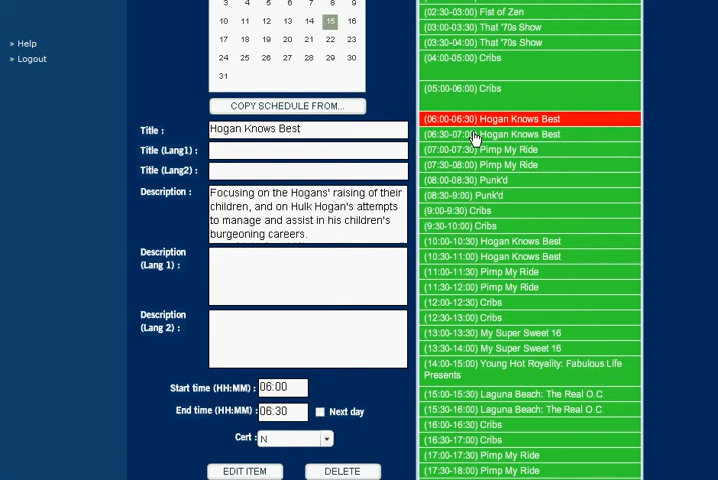 » Help
» Logout
3 4 5 6 7 8 9
10 11 12 13 14 15 16
17 18 19 20 21 22 23
24 25 26 27 28 29 30
31
COPY SCHEDULE FROM...
Title : Hogan Knows Best
Title (Lang1) :
Title (Lang2) :
Description : Focusing on the Hogans' raising of their
children, and on Hulk Hogan's attempts
to manage and assist in his children's
burgeoning careers.
Description
(Lang 1) :
Description
(Lang 2) :
Start time (HH:MM) : 06:00
End time (HH:MM) : 06:30 Next day
Cert : N
EDIT ITEM DELETE
(02:30-03:00) Fist of Zen
(03:00-03:30) That '70s Show
(03:30-04:00) That '70s Show
(04:00-05:00) Cribs
(05:00-06:00) Cribs
(06:00-06:30) Hogan Knows Best
(06:30-07:00) Hogan Knows Best
(07:00-07:30) Pimp My Ride
(07:30-08:00) Pimp My Ride
(08:00-08:30) Punk'd
(08:30-9:00) Punk'd
(9:00-9:30) Cribs
(9:30-10:00) Cribs
(10:00-10:30) Hogan Knows Best
(10:30-11:00) Hogan Knows Best
(11:00-11:30) Pimp My Ride
(11:30-12:00) Pimp My Ride
(12:00-12:30) Cribs
(12:30-13:00) Cribs
(13:00-13:30) My Super Sweet 16
(13:30-14:00) My Super Sweet 16
(14:00-15:00) Young Hot Royality: Fabulous Life
Presents
(15:00-15:30) Laguna Beach: The Real O.C.
(15:30-16:00) Laguna Beach: The Real O.C.
(16:00-16:30) Cribs
(16:30-17:00) Cribs
(17:00-17:30) Pimp My Ride
(17:30-18:00) Pimp My Ride